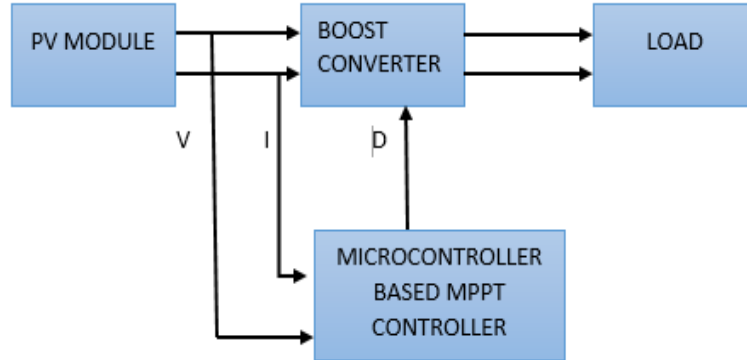 PV MODULE
BOOST
CONVERTER
LOAD
V
I
D
MICROCONTROLLER
BASED MPPT
CONTROLLER